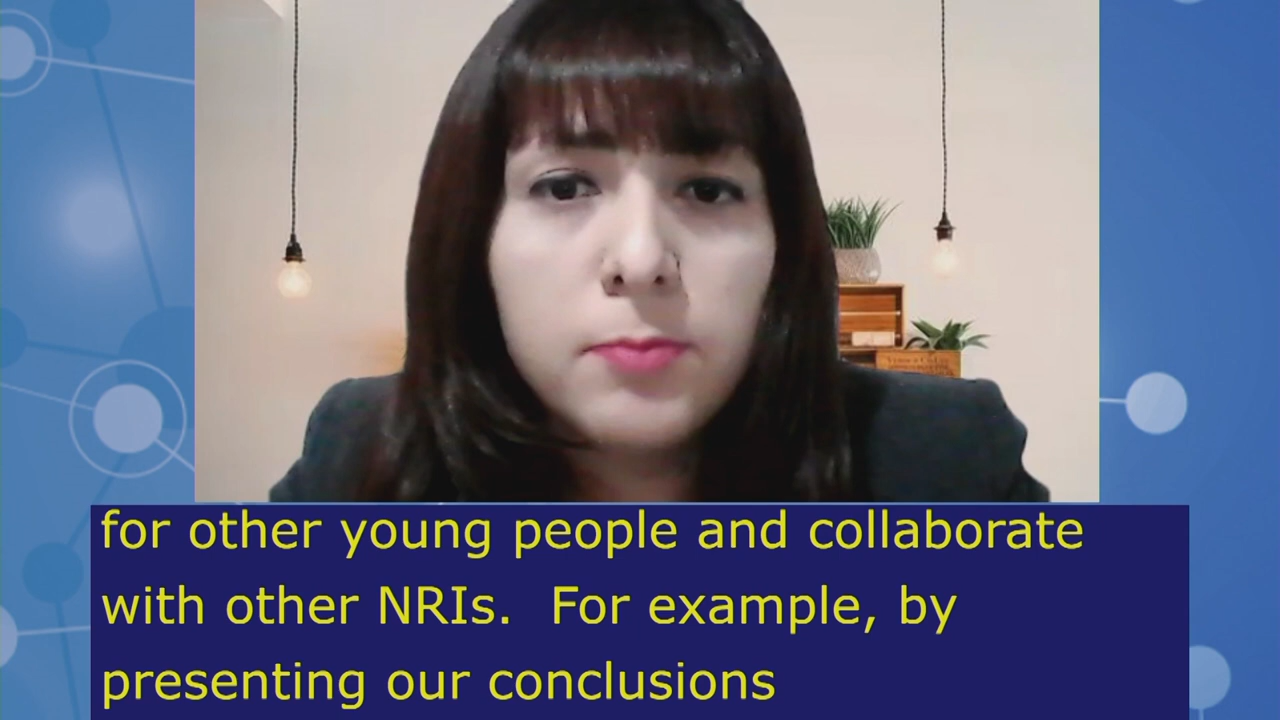 for other young people and collaborate
with other NRIs.  For example, by
presenting our conclusions